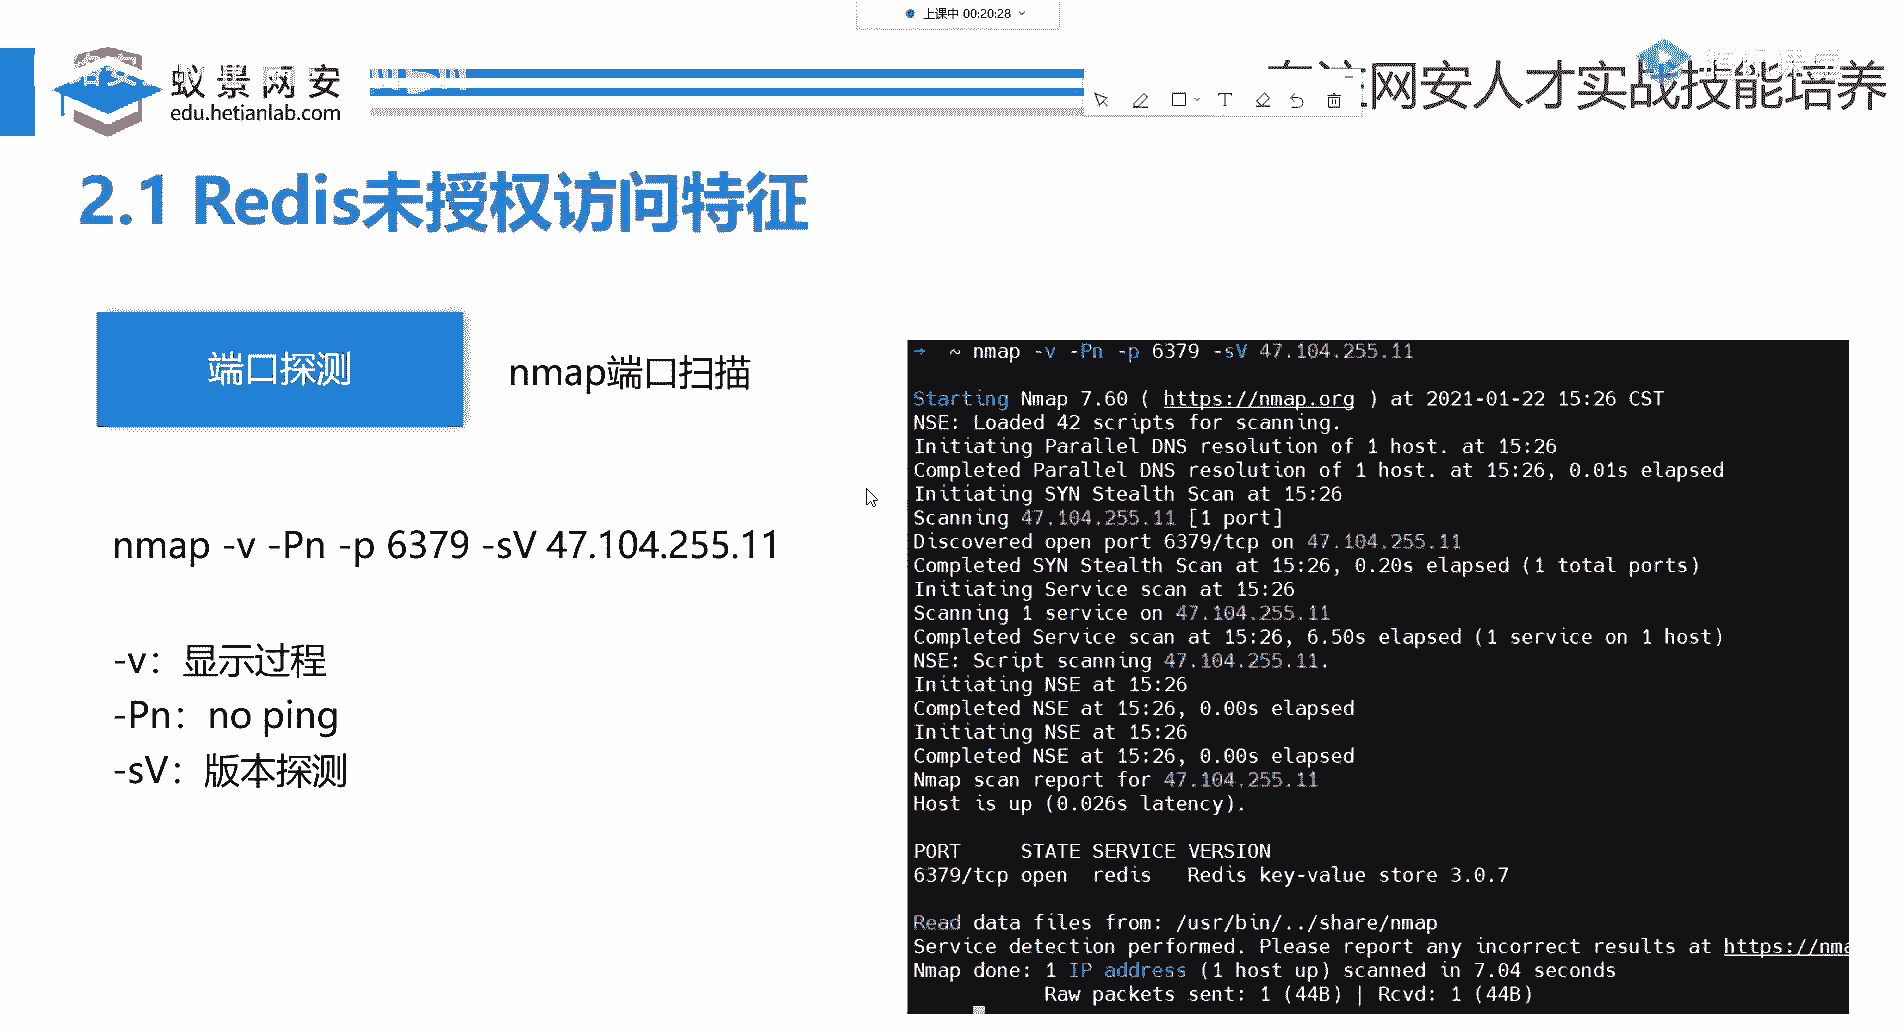 上课中 00:20:28
蚁景网安
edu.hetianlab.com
网安人才实战技能培养
2.1 Redis未授权访问特征
端口探测
nmap端口扫描
nmap -v -Pn -p 6379 -sV 47.104.255.11
-v：显示过程
-Pn：no ping
-sV：版本探测
→ ~ nmap -v -Pn -p 6379 -sV 47.104.255.11
Starting Nmap 7.60 ( https://nmap.org ) at 2021-01-22 15:26 CST
NSE: Loaded 42 scripts for scanning.
Initiating Parallel DNS resolution of 1 host. at 15:26
Completed Parallel DNS resolution of 1 host. at 15:26, 0.01s elapsed
Initiating SYN Stealth Scan at 15:26
Scanning 47.104.255.11 [1 port]
Discovered open port 6379/tcp on 47.104.255.11
Completed SYN Stealth Scan at 15:26, 0.20s elapsed (1 total ports)
Initiating Service scan at 15:26
Scanning 1 service on 47.104.255.11
Completed Service scan at 15:26, 6.50s elapsed (1 service on 1 host)
NSE: Script scanning 47.104.255.11.
Initiating NSE at 15:26
Completed NSE at 15:26, 0.00s elapsed
Initiating NSE at 15:26
Completed NSE at 15:26, 0.00s elapsed
Nmap scan report for 47.104.255.11
Host is up (0.026s latency).
PORT STATE SERVICE VERSION
6379/tcp open redis Redis key-value store 3.0.7
Read data files from: /usr/bin/../share/nmap
Service detection performed. Please report any incorrect results at https://nma
Nmap done: 1 IP address (1 host up) scanned in 7.04 seconds
Raw packets sent: 1 (44B) | Rcvd: 1 (44B)